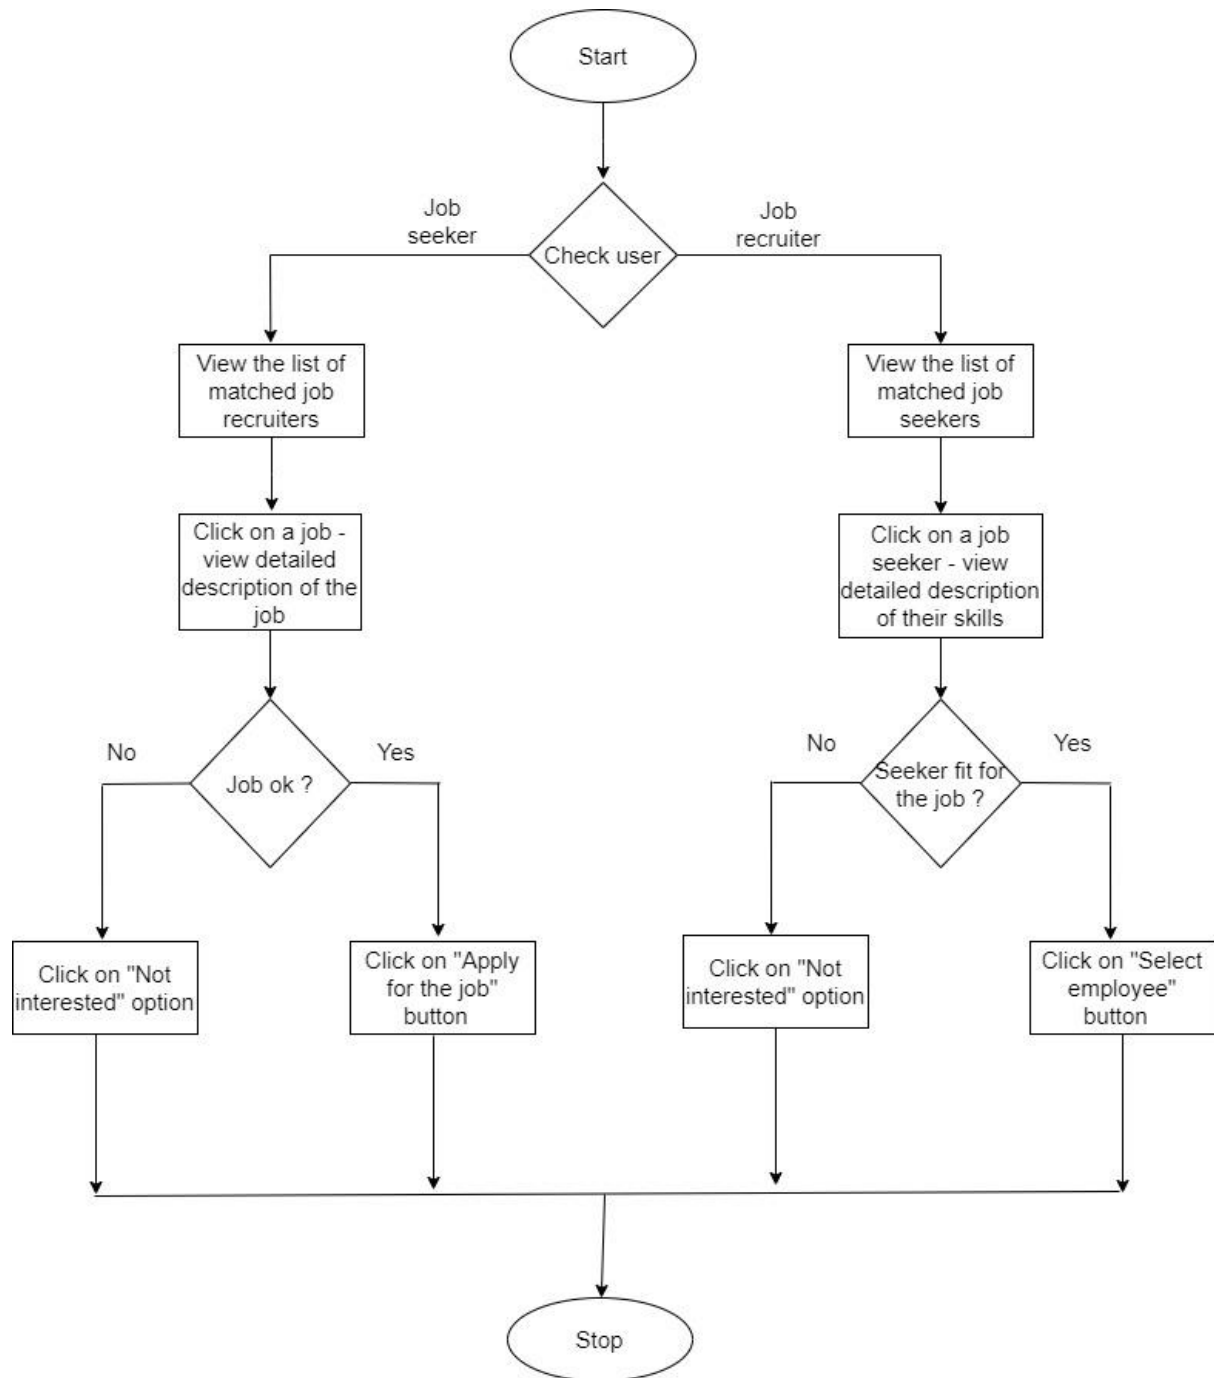 Start
Job
seeker
Job
recruiter
Check user
View the list of
matched job
recruiters
View the list of
matched job
seekers
Click on a job -
view detailed
description of the
job
Click on a job
seeker - view
detailed description
of their skills
No
Yes
Job ok ?
No
Yes
Seeker fit for
the job ?
Click on "Not
interested" option
Click on "Apply
for the job"
button
Click on "Not
interested" option
Click on "Select
employee"
button
Stop